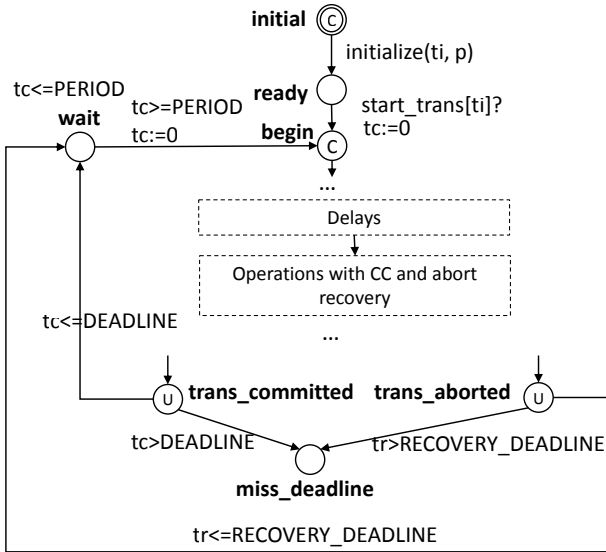 initial
C
initialize(ti, p)
tc<=PERIOD
ready
tc>=PERIOD
start_trans[ti]?
wait
tc:=0
begin
C
tc:=0
...
Delays
Operations with CC and abort
recovery
tc<=DEADLINE
...
U
trans_committed
trans_aborted
U
tc>DEADLINE
tr>RECOVERY_DEADLINE
miss_deadline
tr<=RECOVERY_DEADLINE